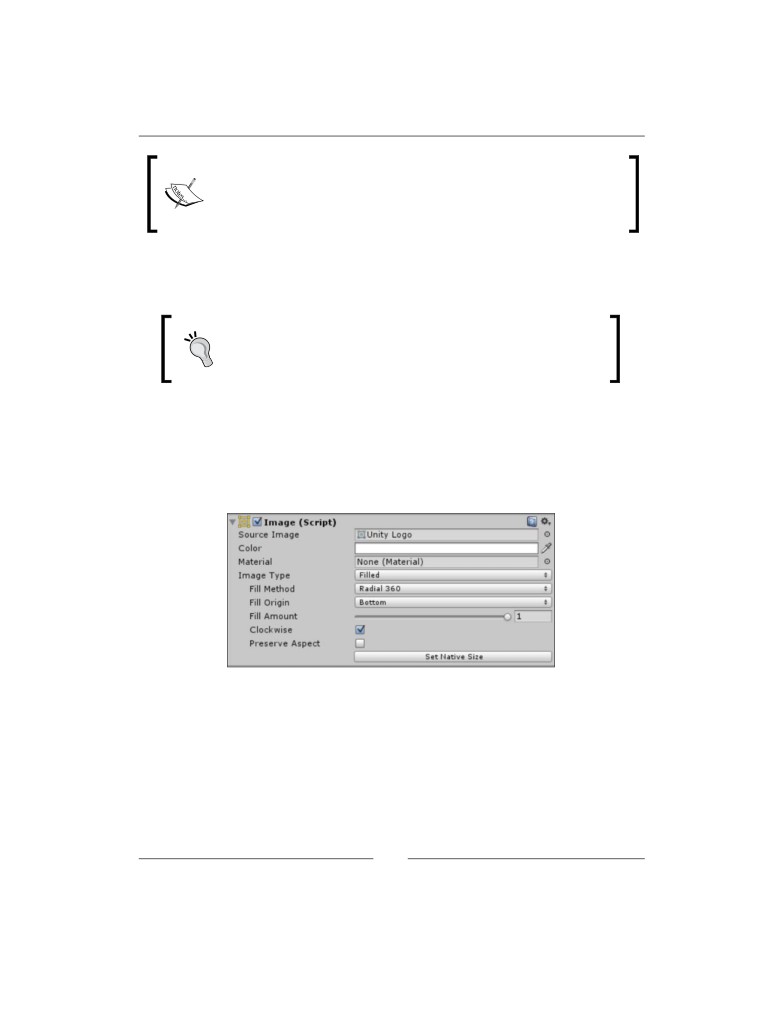 Image (Script)
Source Image Unity Logo
Color
Material None (Material)
Image Type Filled
Fill Method Radial 360
Fill Origin Bottom
Fill Amount 1
Clockwise
Preserve Aspect
Set Native Size